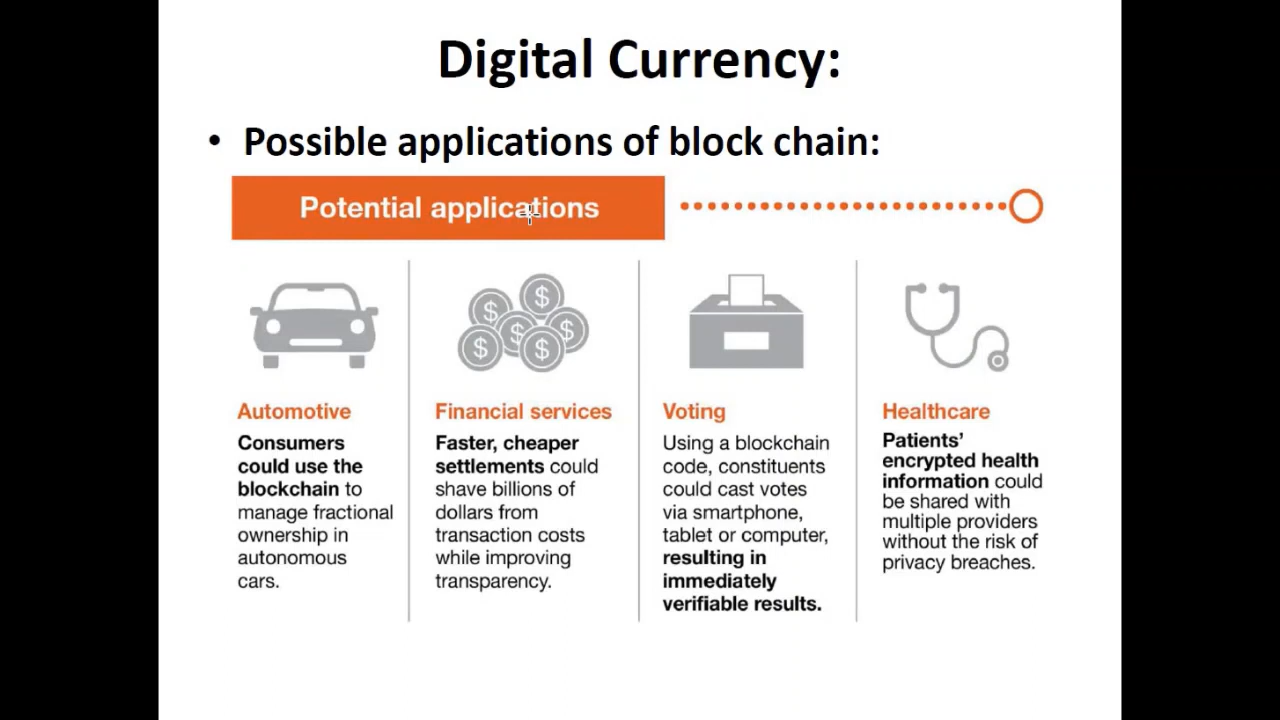 Digital Currency:
• Possible applications of block chain:
Potential applications
$ $ $ $ $ $
Automotive
Consumers
could use the
blockchain to
manage fractional
ownership in
autonomous
cars.
Financial services
Faster, cheaper
settlements could
shave billions of
dollars from
transaction costs
while improving
transparency.
Voting
Using a blockchain
code, constituents
could cast votes
via smartphone,
tablet or computer,
resulting in
immediately
verifiable results.
Healthcare
Patients’
encrypted health
information could
be shared with
multiple providers
without the risk of
privacy breaches.